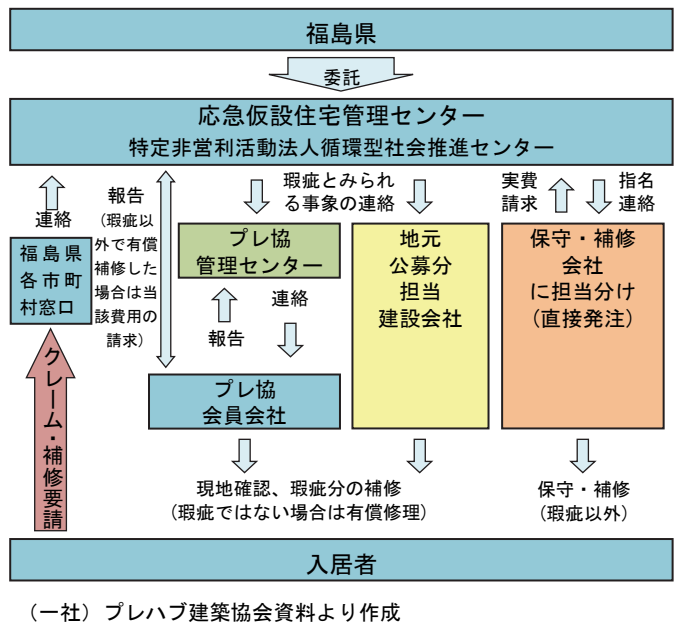 福島県
委託
応急仮設住宅管理センター
特定非営利活動法人循環型社会推進センター
連絡
福島県
各市町
村窓口
クレーム・補修要請
報告
（瑕疵以
外で有償
補修した
場合は当
該費用の
請求）
瑕疵とみられ
る事象の連絡
プレ協
管理センター
報告
連絡
プレ協
会員会社
地元
公募分
担当
建設会社
実費
請求
指名
連絡
保守・補修
会社
に担当分け
（直接発注）
現地確認、瑕疵分の補修
（瑕疵ではない場合は有償修理）
保守・補修
（瑕疵以外）
入居者
（一社）プレハブ建築協会資料より作成